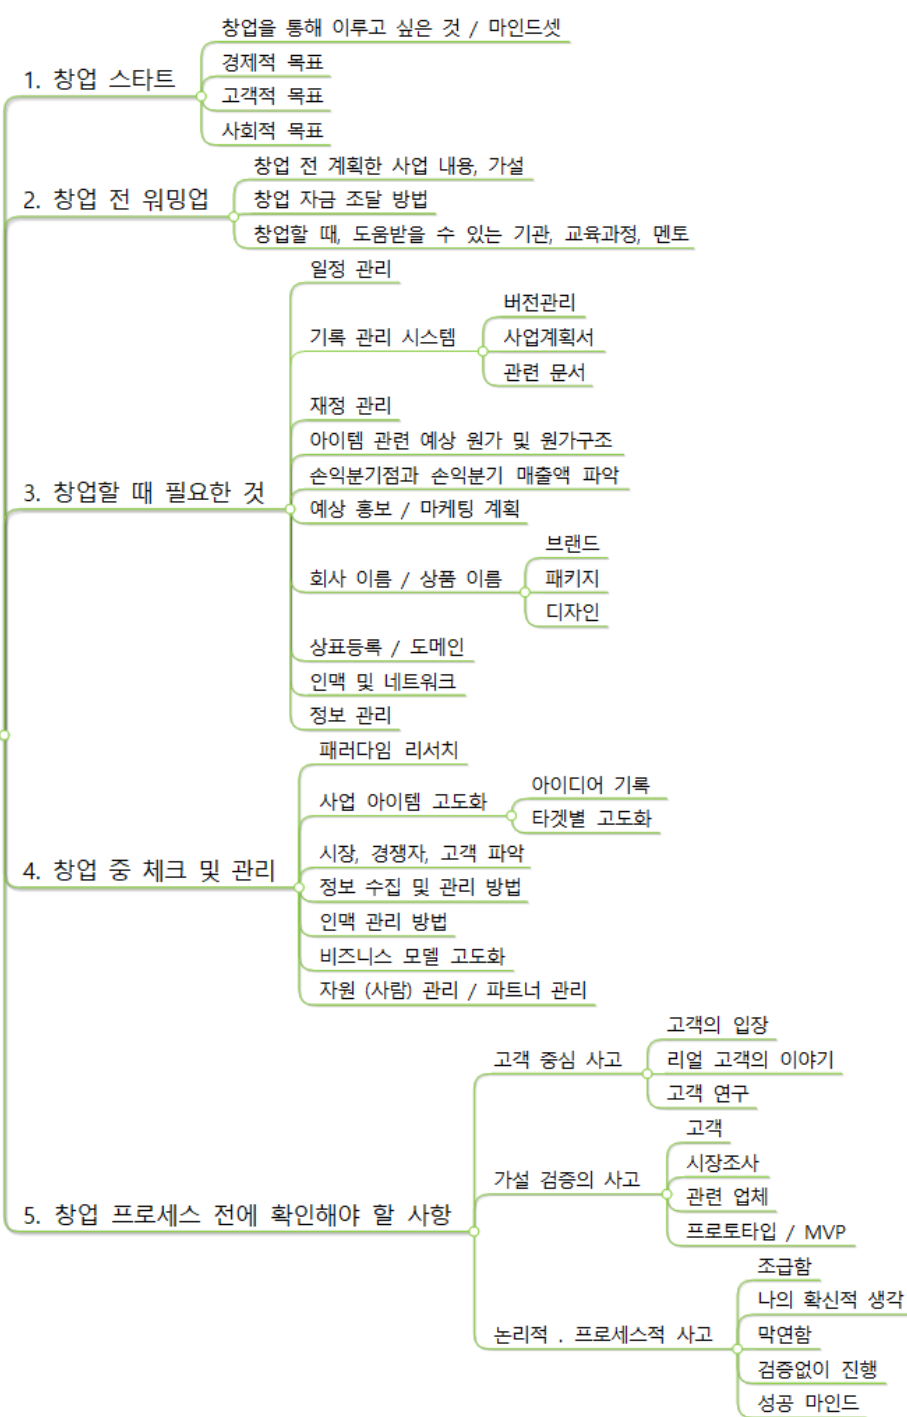 1. 창업 스타트
창업을 통해 이루고 싶은 것 / 마인드셋
경제적 목표
고객적 목표
사회적 목표
2. 창업 전 워밍업
창업 전 계획한 사업 내용, 가설
창업 자금 조달 방법
창업할 때, 도움받을 수 있는 기관, 교육과정, 멘토
3. 창업할 때 필요한 것
일정 관리
기록 관리 시스템
버전관리
사업계획서
관련 문서
재정 관리
아이템 관련 예상 원가 및 원가구조
손익분기점과 손익분기 매출액 파악
예상 홍보 / 마케팅 계획
회사 이름 / 상품 이름
브랜드
패키지
디자인
상표등록 / 도메인
인맥 및 네트워크
정보 관리
4. 창업 중 체크 및 관리
패러다임 리서치
사업 아이템 고도화
아이디어 기록
타겟별 고도화
시장, 경쟁자, 고객 파악
정보 수집 및 관리 방법
인맥 관리 방법
비즈니스 모델 고도화
자원 (사람) 관리 / 파트너 관리
5. 창업 프로세스 전에 확인해야 할 사항
고객 중심 사고
고객의 입장
리얼 고객의 이야기
고객 연구
가설 검증의 사고
고객
시장조사
관련 업체
프로토타입 / MVP
논리적 . 프로세스적 사고
조급함
나의 확신적 생각
막연함
검증없이 진행
성공 마인드